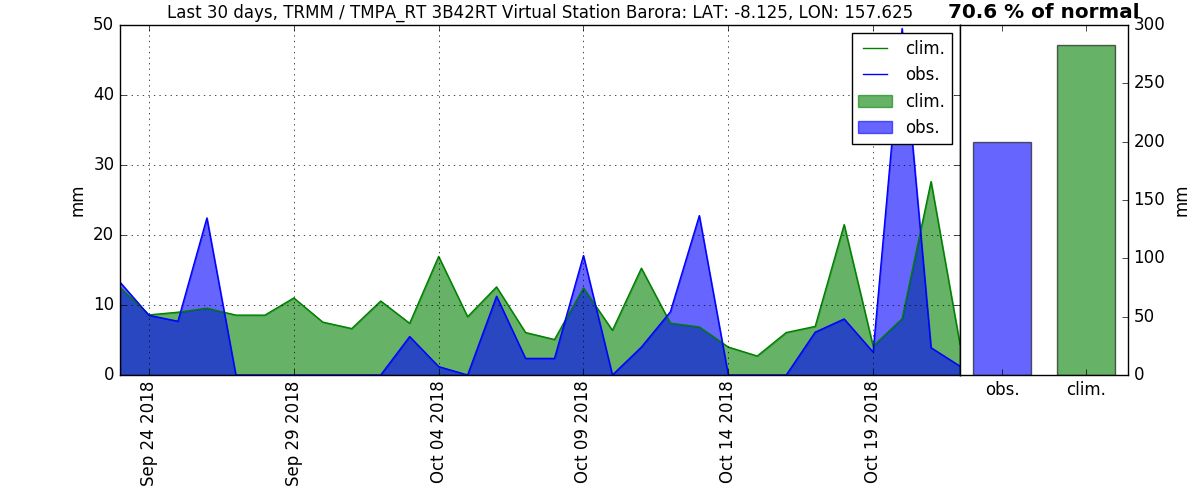 Last 30 days, TRMM / TMPA_RT 3B42RT Virtual Station Barora: LAT: -8.125, LON: 157.625
70.6 % of normal
50
40
30
20
10
0
mm
clim.
obs.
clim.
obs.
Sep 24 2018
Sep 29 2018
Oct 04 2018
Oct 09 2018
Oct 14 2018
Oct 19 2018
300
250
200
150
100
50
0
mm
obs.
clim.